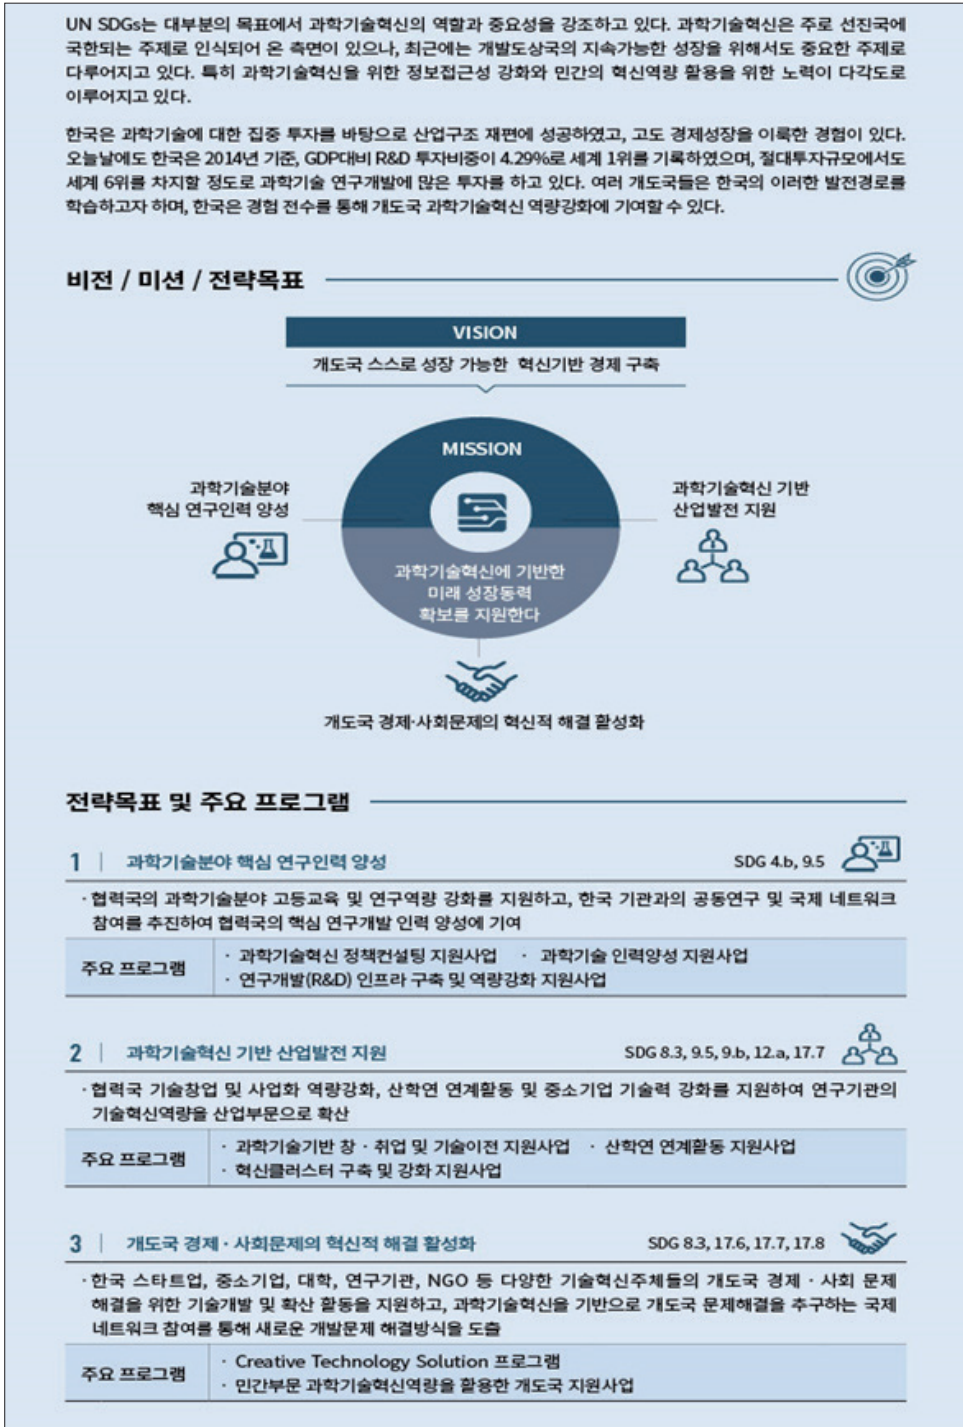 UN SDGs는 대부분의 목표에서 과학기술혁신의 역할과 중요성을 강조하고 있다. 과학기술혁신은 주로 선진국에
국한되는 주제로 인식되어 온 측면이 있으나, 최근에는 개발도상국의 지속가능한 성장을 위해서도 중요한 주제로
다루어지고 있다. 특히 과학기술혁신을 위한 정보접근성 강화와 민간의 혁신역량 활용을 위한 노력이 다각도로
이루어지고 있다.
한국은 과학기술에 대한 집중 투자를 바탕으로 산업구조 재편에 성공하였고, 고도 경제성장을 이룩한 경험이 있다.
오늘날에도 한국은 2014년 기준, GDP대비 R&D 투자비중이 4.29%로 세계 1위를 기록하였으며, 절대투자규모에서도
세계 6위를 차지할 정도로 과학기술 연구개발에 많은 투자를 하고 있다. 여러 개도국들은 한국의 이러한 발전경로를
학습하고자 하며, 한국은 경험 전수를 통해 개도국 과학기술혁신 역량강화에 기여할 수 있다.
비전 / 미션 / 전략목표
VISION
개도국 스스로 성장 가능한 혁신기반 경제 구축
MISSION
과학기술분야
핵심 연구인력 양성
과학기술혁신 기반
산업발전 지원
과학기술혁신에 기반한
미래 성장동력
확보를 지원한다
개도국 경제·사회문제의 혁신적 해결 활성화
전략목표 및 주요 프로그램
1 | 과학기술분야 핵심 연구인력 양성 SDG 4.b, 9.5
· 협력국의 과학기술분야 고등교육 및 연구역량 강화를 지원하고, 한국 기관과의 공동연구 및 국제 네트워크
참여를 추진하여 협력국의 핵심 연구개발 인력 양성에 기여
주요 프로그램
· 과학기술혁신 정책컨설팅 지원사업 · 과학기술 인력양성 지원사업
· 연구개발(R&D) 인프라 구축 및 역량강화 지원사업
2 | 과학기술혁신 기반 산업발전 지원 SDG 8.3, 9.5, 9.b, 12.a, 17.7
· 협력국 기술창업 및 사업화 역량강화, 산학연 연계활동 및 중소기업 기술력 강화를 지원하여 연구기관의
기술혁신역량을 산업부문으로 확산
주요 프로그램
· 과학기술기반 창 · 취업 및 기술이전 지원사업 · 산학연 연계활동 지원사업
· 혁신클러스터 구축 및 강화 지원사업
3 | 개도국 경제 · 사회문제의 혁신적 해결 활성화 SDG 8.3, 17.6, 17.7, 17.8
· 한국 스타트업, 중소기업, 대학, 연구기관, NGO 등 다양한 기술혁신주체들의 개도국 경제 · 사회 문제
해결을 위한 기술개발 및 확산 활동을 지원하고, 과학기술혁신을 기반으로 개도국 문제해결을 추구하는 국제
네트워크 참여를 통해 새로운 개발문제 해결방식을 도출
주요 프로그램
· Creative Technology Solution 프로그램
· 민간부문 과학기술혁신역량을 활용한 개도국 지원사업